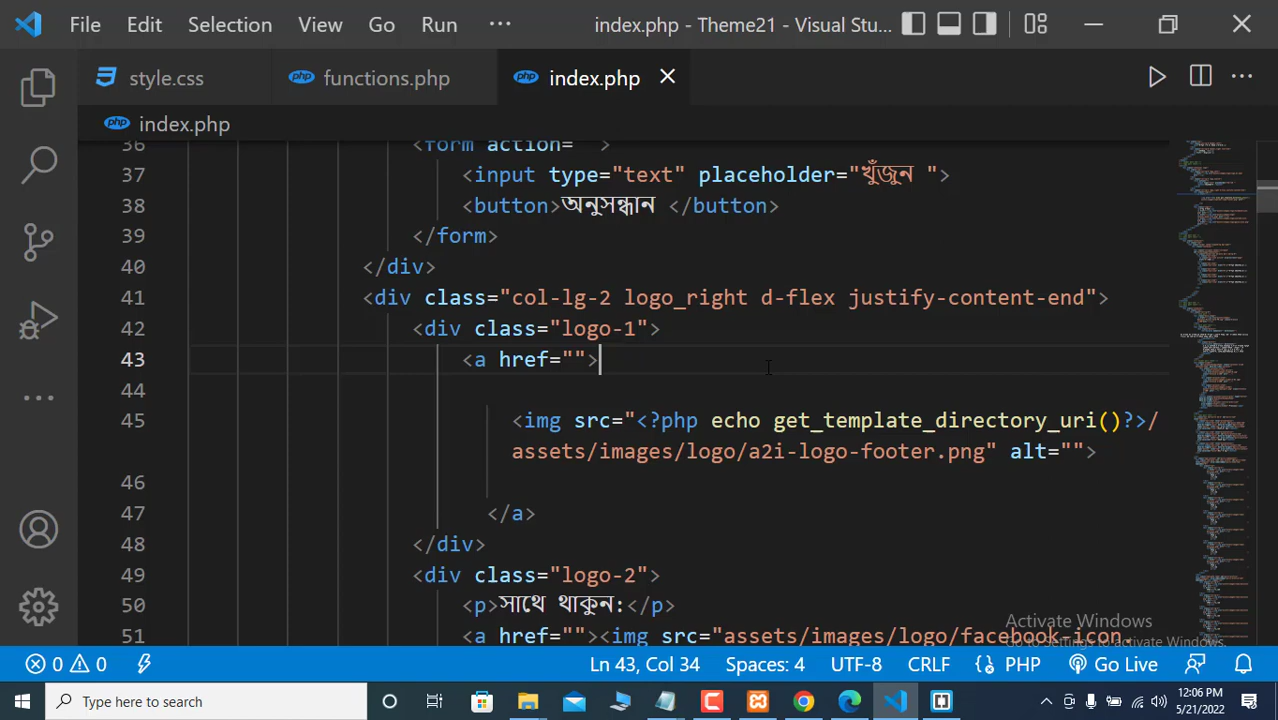 File Edit Selection View Go Run ··· index.php - Theme21 - Visual Stu...
style.css functions.php index.php
index.php
36 <form action="">
37 <input type="text" placeholder="খুঁজুন ">
38 <button>অনুসন্ধান </button>
39 </form>
40 </div>
41 <div class="col-lg-2 logo_right d-flex justify-content-end">
42 <div class="logo-1">
43 <a href="">
44
45 <img src="<?php echo get_template_directory_uri()?>/
assets/images/logo/a2i-logo-footer.png" alt="">
46
47 </a>
48 </div>
49 <div class="logo-2">
50 <p>সাথে থাকুন:</p>
51 <a href=""><img src="assets/images/logo/facebook-icon.
Activate Windows
Go to Settings to activate Windows.
0 0 Ln 43, Col 34 Spaces: 4 UTF-8 CRLF PHP Go Live
Type here to search
12:06 PM
5/21/2022